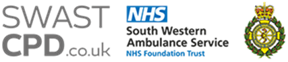 SWAST
CPD.co.uk
NHS
South Western
Ambulance Service
NHS Foundation Trust